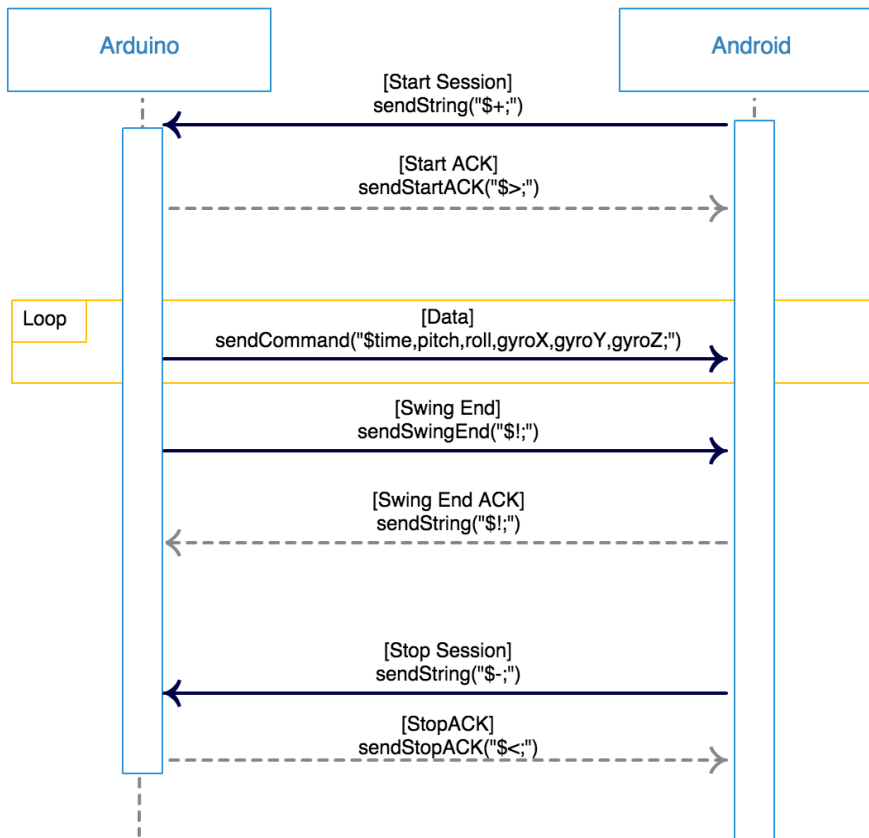 Arduino
Android
[Start Session]
sendString("$+;")
[Start ACK]
sendStartACK("$>;")
Loop
[Data]
sendCommand("$time,pitch,roll,gyroX,gyroY,gyroZ;")
[Swing End]
sendSwingEnd("$!;")
[Swing End ACK]
sendString("$!;")
[Stop Session]
sendString("$-;")
[StopACK]
sendStopACK("$<;")